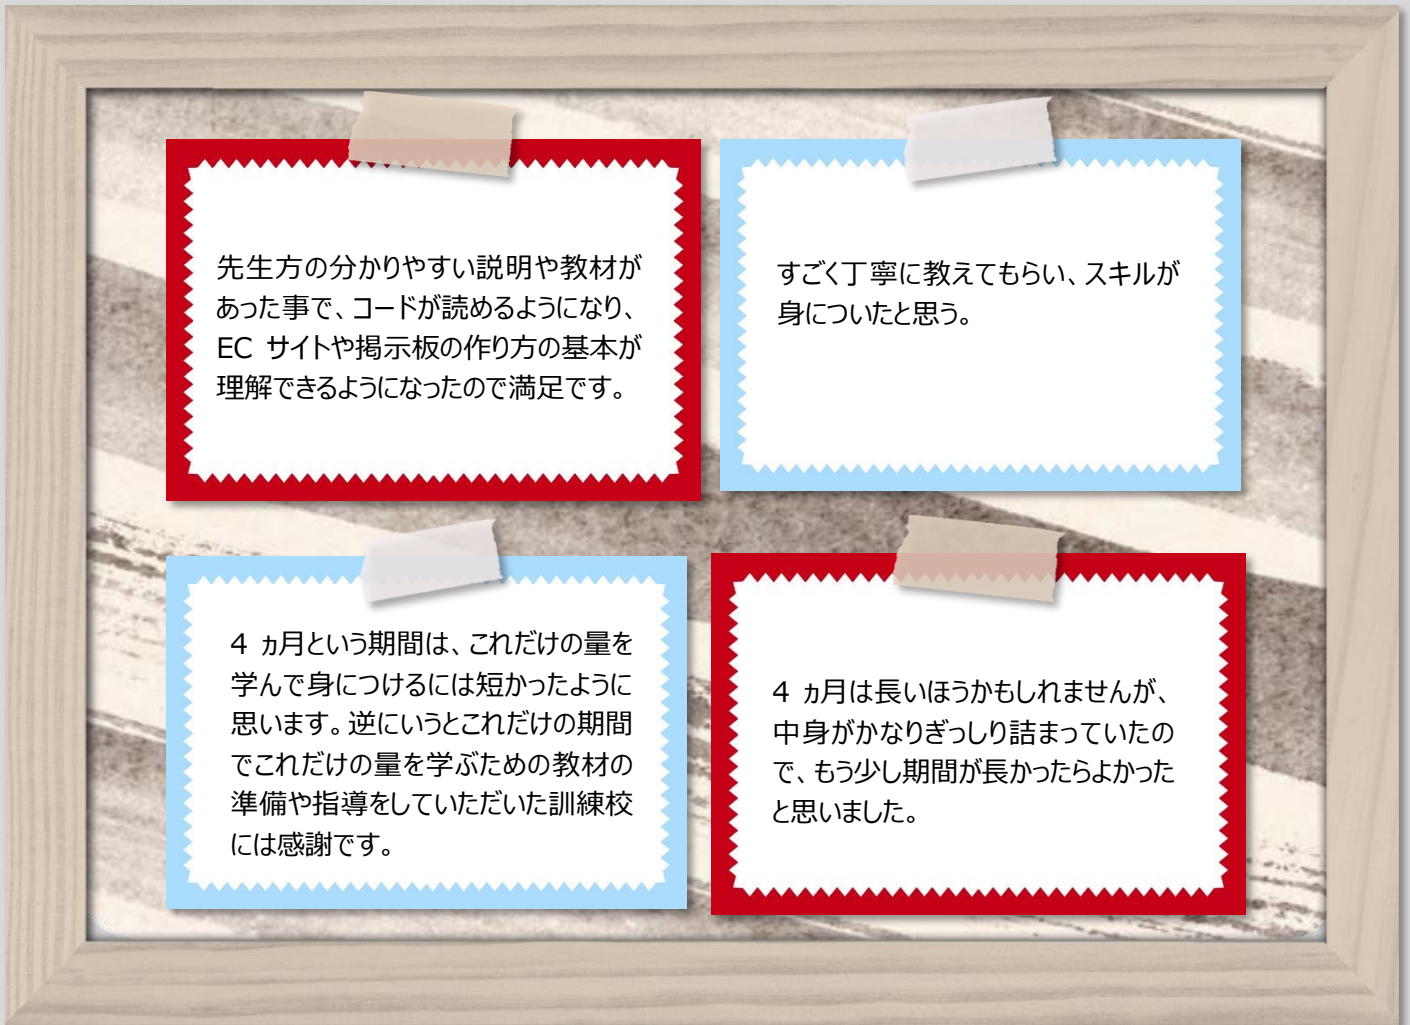 先生方の分かりやすい説明や教材が
あった事で、コードが読めるようになり、
EC サイトや掲示板の作り方の基本が
理解できるようになったので満足です。
すごく丁寧に教えてもらい、スキルが
身についたと思う。
4 ヵ月という期間は、これだけの量を
学んで身につけるには短かったように
思います。逆にいうとこれだけの期間
でこれだけの量を学ぶための教材の
準備や指導をしていただいた訓練校
には感謝です。
4 ヵ月は長いほうかもしれませんが、
中身がかなりぎっしり詰まっていたの
で、もう少し期間が長かったらよかった
と思いました。